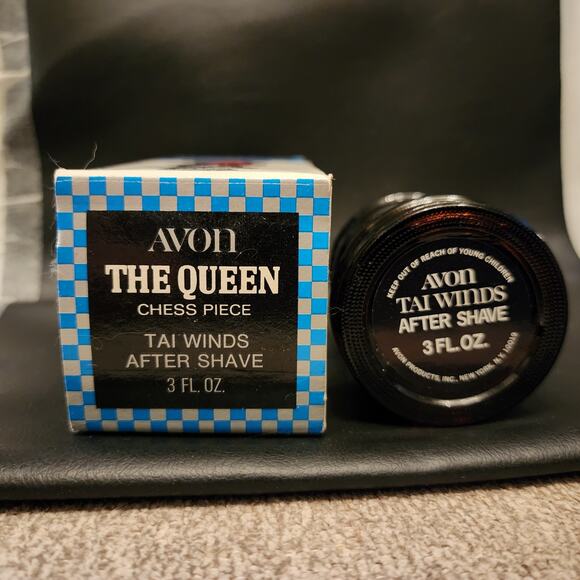 AVON
THE QUEEN
CHESS PIECE
TAI WINDS
AFTER SHAVE
3 FL. OZ.
KEEP OUT OF REACH OF YOUNG CHILDREN
AVON
TAI WINDS
AFTER SHAVE
3 FL. OZ.
AVON PRODUCTS, INC., NEW YORK, N.Y. 10019